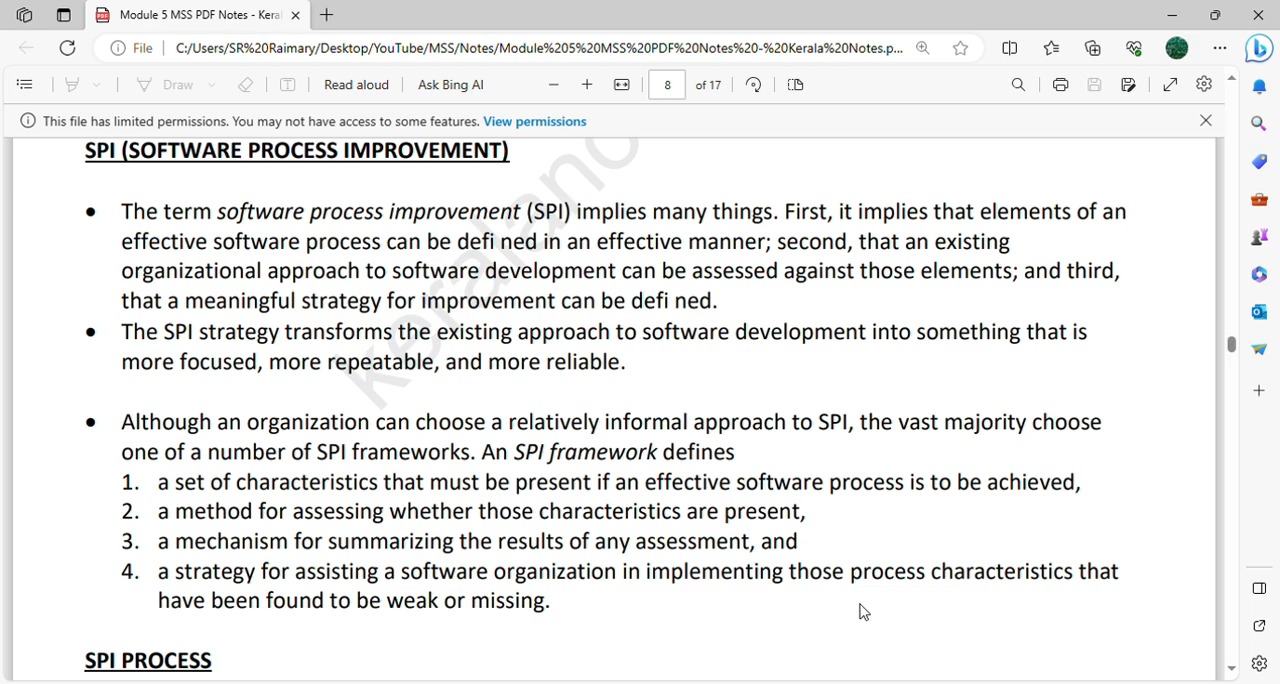 Module 5 MSS PDF Notes - Kera
File
C:/Users/SR%20Raimary/Desktop/YouTube/MSS/Notes/Module%205%20MSS%20PDF%20Notes%20-%20Kerala%20Notes.p...
Draw
Read aloud
Ask Bing AI
8
of 17
This file has limited permissions. You may not have access to some features. View permissions
SPI (SOFTWARE PROCESS IMPROVEMENT)
• The term software process improvement (SPI) implies many things. First, it implies that elements of an
effective software process can be defi ned in an effective manner; second, that an existing
organizational approach to software development can be assessed against those elements; and third,
that a meaningful strategy for improvement can be defi ned.
• The SPI strategy transforms the existing approach to software development into something that is
more focused, more repeatable, and more reliable.
• Although an organization can choose a relatively informal approach to SPI, the vast majority choose
one of a number of SPI frameworks. An SPI framework defines
1. a set of characteristics that must be present if an effective software process is to be achieved,
2. a method for assessing whether those characteristics are present,
3. a mechanism for summarizing the results of any assessment, and
4. a strategy for assisting a software organization in implementing those process characteristics that
have been found to be weak or missing.
SPI PROCESS